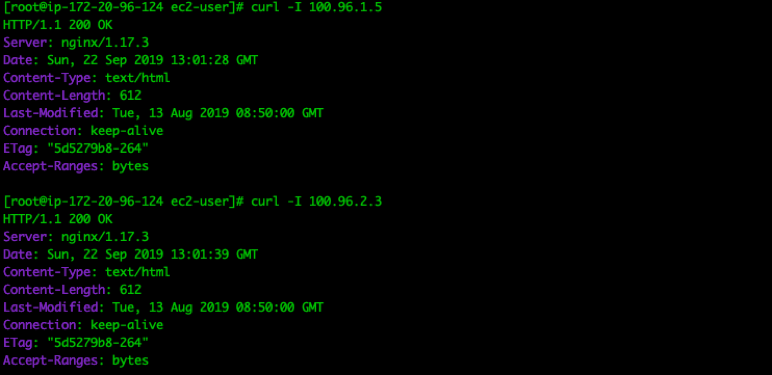 [root@ip-172-20-96-124 ec2-user]# curl -I 100.96.1.5
HTTP/1.1 200 OK
Server: nginx/1.17.3
Date: Sun, 22 Sep 2019 13:01:28 GMT
Content-Type: text/html
Content-Length: 612
Last-Modified: Tue, 13 Aug 2019 08:50:00 GMT
Connection: keep-alive
ETag: "5d5279b8-264"
Accept-Ranges: bytes
[root@ip-172-20-96-124 ec2-user]# curl -I 100.96.2.3
HTTP/1.1 200 OK
Server: nginx/1.17.3
Date: Sun, 22 Sep 2019 13:01:39 GMT
Content-Type: text/html
Content-Length: 612
Last-Modified: Tue, 13 Aug 2019 08:50:00 GMT
Connection: keep-alive
ETag: "5d5279b8-264"
Accept-Ranges: bytes